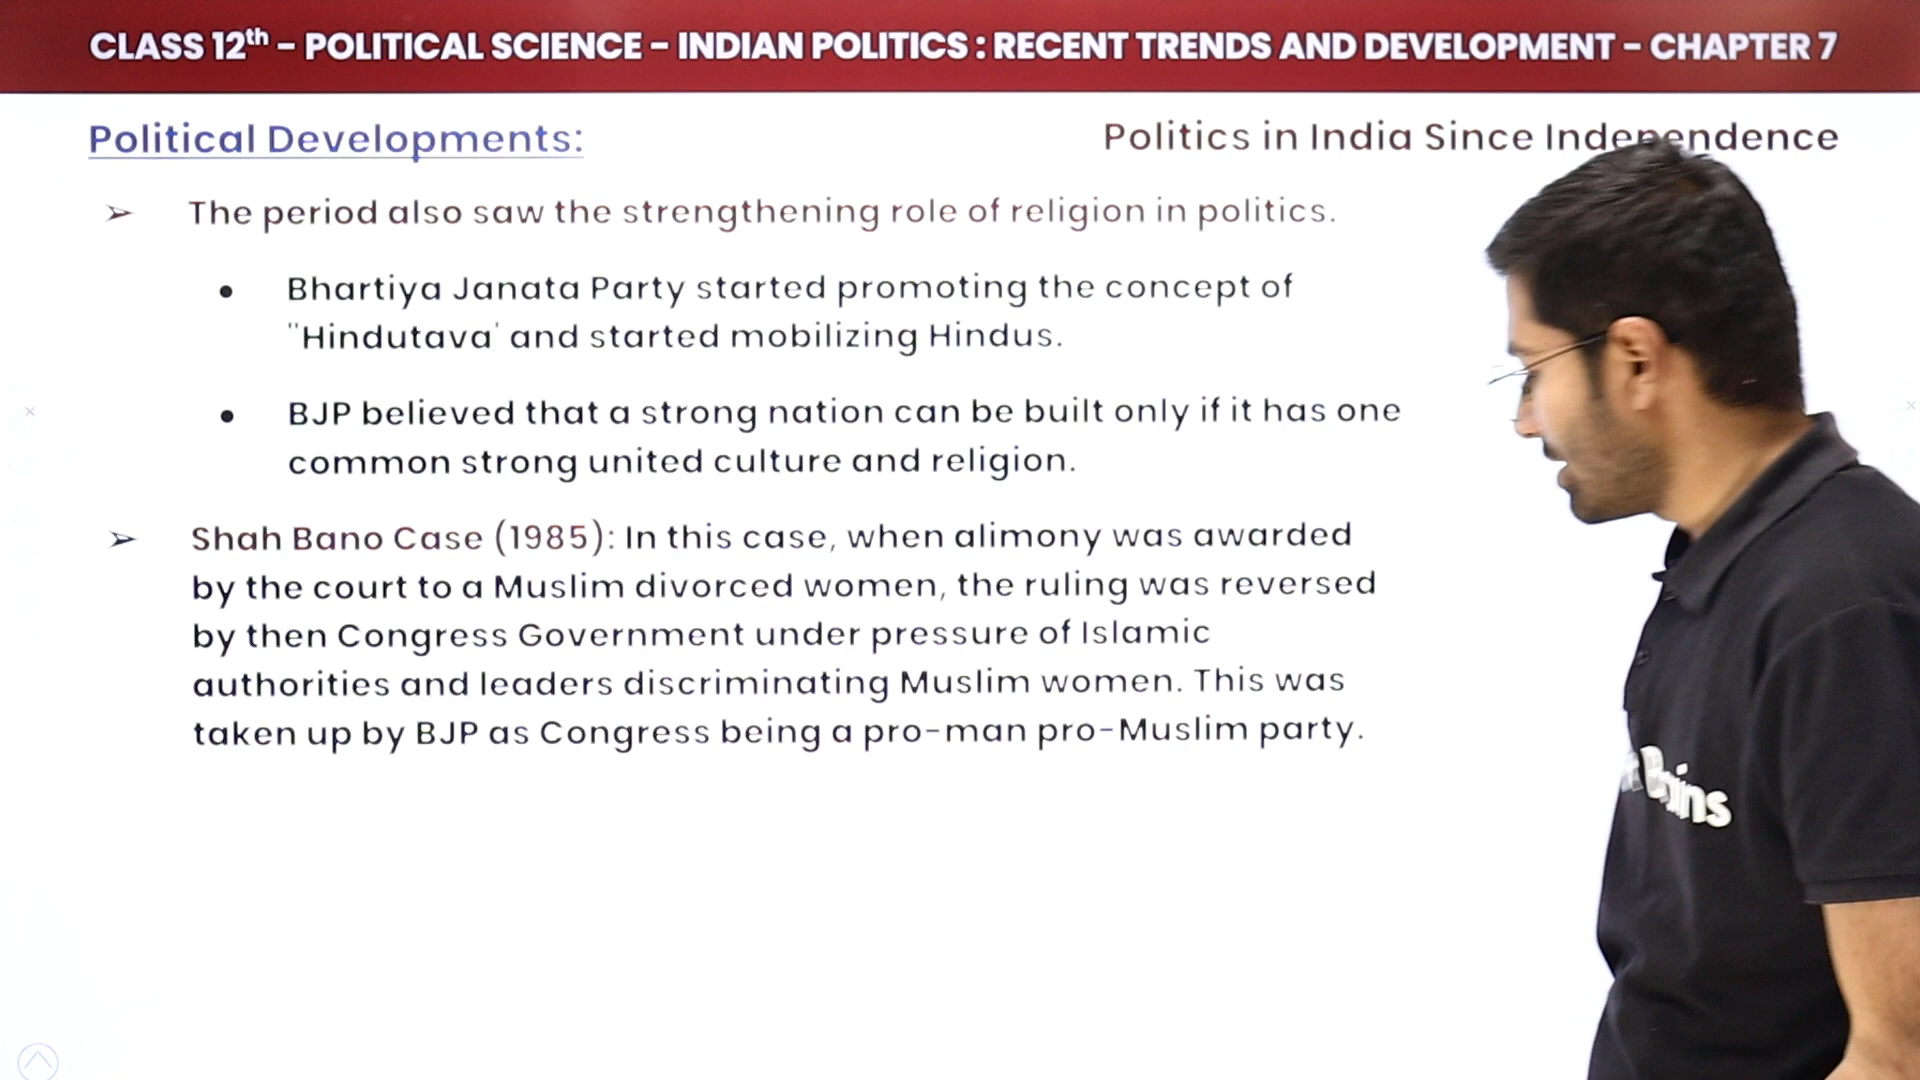 CLASS 12th – POLITICAL SCIENCE – INDIAN POLITICS : RECENT TRENDS AND DEVELOPMENT – CHAPTER 7
Political Developments:
Politics in India Since Independence
➢ The period also saw the strengthening role of religion in politics.
• Bhartiya Janata Party started promoting the concept of
"Hindutava' and started mobilizing Hindus.
• BJP believed that a strong nation can be built only if it has one
common strong united culture and religion.
➢ Shah Bano Case (1985): In this case, when alimony was awarded
by the court to a Muslim divorced women, the ruling was reversed
by then Congress Government under pressure of Islamic
authorities and leaders discriminating Muslim women. This was
taken up by BJP as Congress being a pro-man pro-Muslim party.
Brains